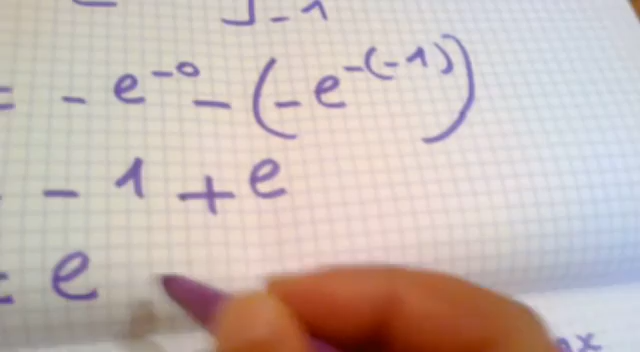 ]-1
= - e^-0 - (-e^-(-1))
- 1 + e
= e